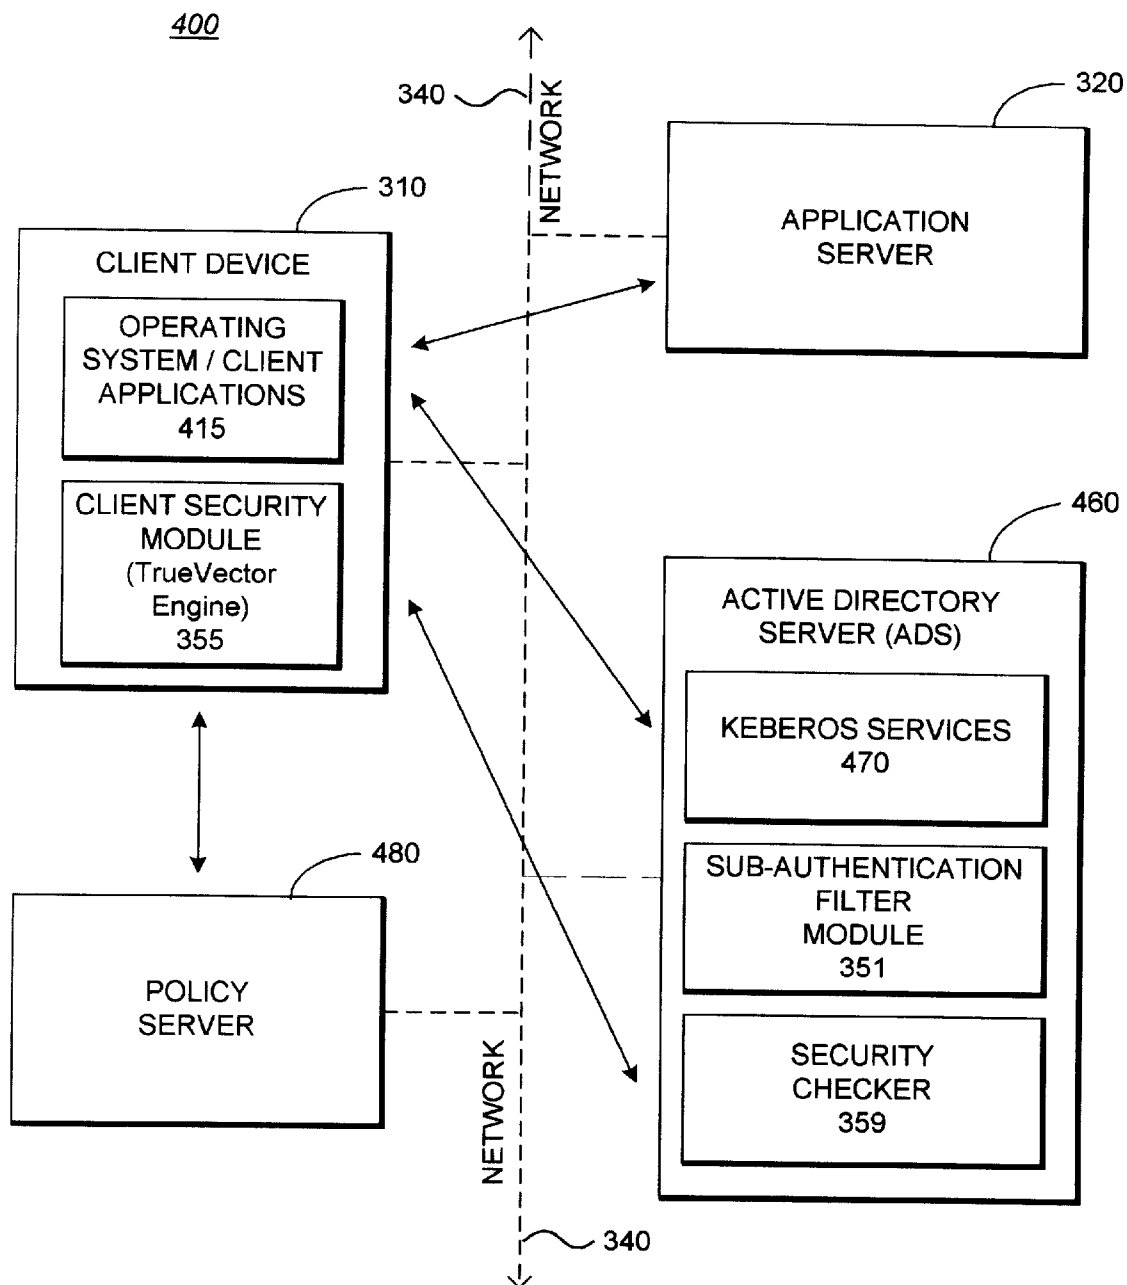 400
340
NETWORK
320
APPLICATION
SERVER
310
CLIENT DEVICE
OPERATING
SYSTEM / CLIENT
APPLICATIONS
415
CLIENT SECURITY
MODULE
(TrueVector
Engine)
355
460
ACTIVE DIRECTORY
SERVER (ADS)
KEBEROS SERVICES
470
SUB-AUTHENTICATION
FILTER
MODULE
351
SECURITY
CHECKER
359
480
POLICY
SERVER
NETWORK
340